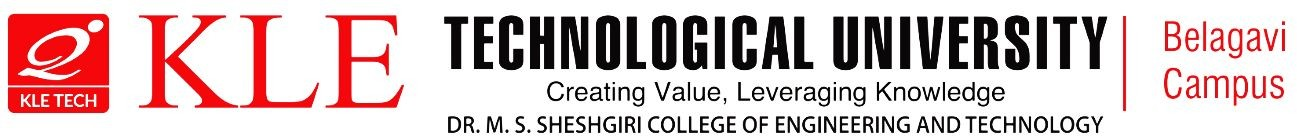 KLE TECH
KLE
TECHNOLOGICAL UNIVERSITY
Creating Value, Leveraging Knowledge
DR. M. S. SHESHGIRI COLLEGE OF ENGINEERING AND TECHNOLOGY
Belagavi
Campus